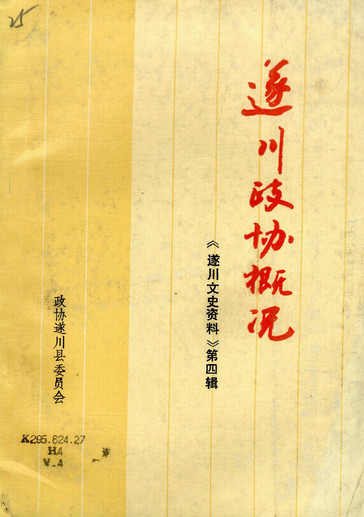 25
遂川政协概况
《遂川文史资料》第四辑
政协遂川县委员会
K295.624.27
H4
V.4